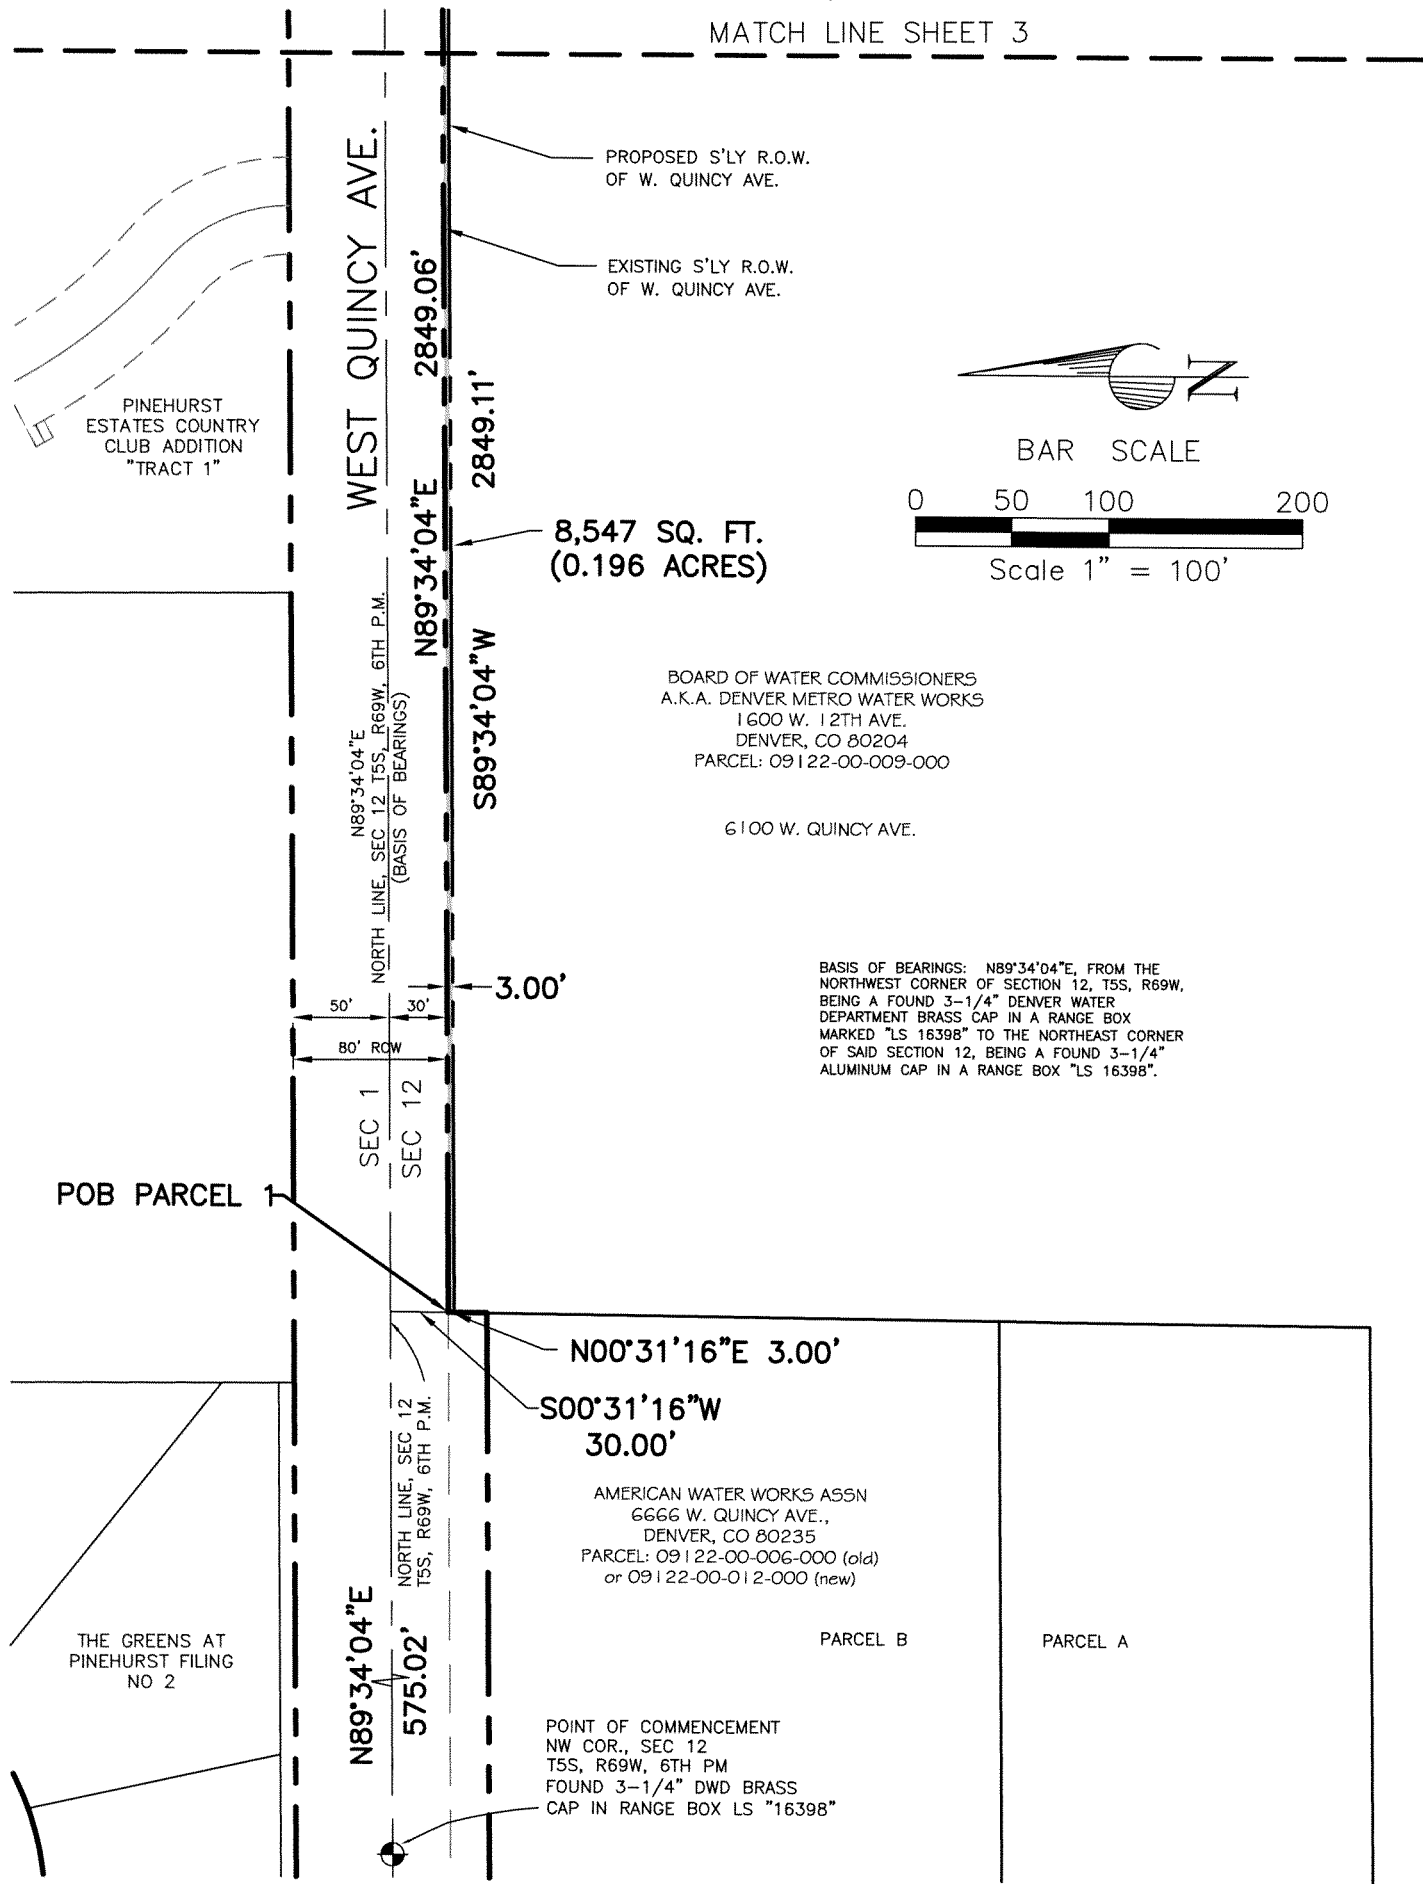 MATCH LINE SHEET 3
PROPOSED S'LY R.O.W.
OF W. QUINCY AVE.
EXISTING S'LY R.O.W.
OF W. QUINCY AVE.
WEST QUINCY AVE.
N89°34'04"E 2849.06'
S89°34'04"W 2849.11'
PINEHURST
ESTATES COUNTRY
CLUB ADDITION
"TRACT 1"
N
BAR SCALE
0 50 100 200
Scale 1" = 100'
8,547 SQ. FT.
(0.196 ACRES)
N89°34'04"E
NORTH LINE, SEC 12 T5S, R69W, 6TH P.M.
(BASIS OF BEARINGS)
BOARD OF WATER COMMISSIONERS
A.K.A. DENVER METRO WATER WORKS
1600 W. 12TH AVE.
DENVER, CO 80204
PARCEL: 09122-00-009-000
6100 W. QUINCY AVE.
3.00'
50' 30'
80' ROW
SEC 1
SEC 12
BASIS OF BEARINGS: N89°34'04"E, FROM THE
NORTHWEST CORNER OF SECTION 12, T5S, R69W,
BEING A FOUND 3-1/4" DENVER WATER
DEPARTMENT BRASS CAP IN A RANGE BOX
MARKED "LS 16398" TO THE NORTHEAST CORNER
OF SAID SECTION 12, BEING A FOUND 3-1/4"
ALUMINUM CAP IN A RANGE BOX "LS 16398".
POB PARCEL 1
N00°31'16"E 3.00'
S00°31'16"W
30.00'
NORTH LINE, SEC 12
T5S, R69W, 6TH P.M.
N89°34'04"E
575.02'
AMERICAN WATER WORKS ASSN
6666 W. QUINCY AVE.,
DENVER, CO 80235
PARCEL: 09122-00-006-000 (old)
or 09122-00-012-000 (new)
PARCEL B
PARCEL A
THE GREENS AT
PINEHURST FILING
NO 2
POINT OF COMMENCEMENT
NW COR., SEC 12
T5S, R69W, 6TH PM
FOUND 3-1/4" DWD BRASS
CAP IN RANGE BOX LS "16398"